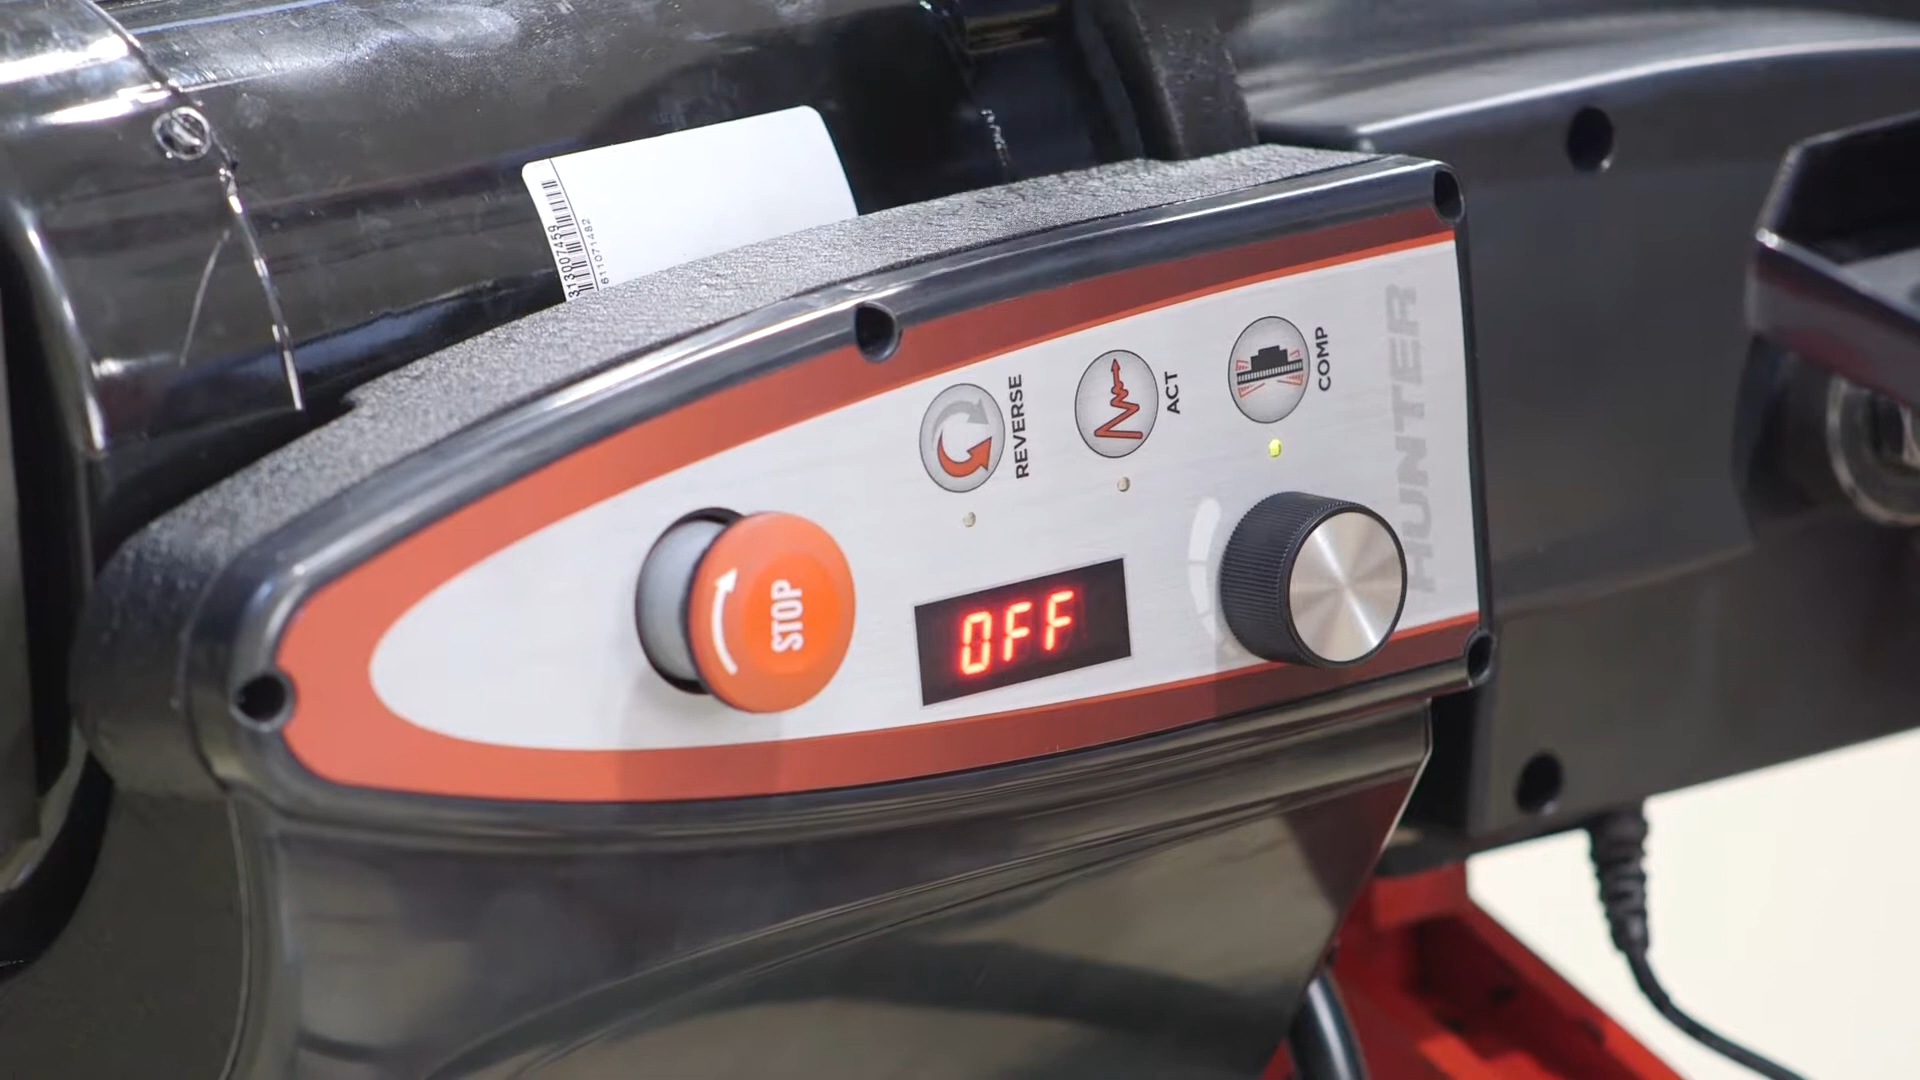 313007459
611071482
REVERSE
ACT
COMP
HUNTER
STOP
OFF